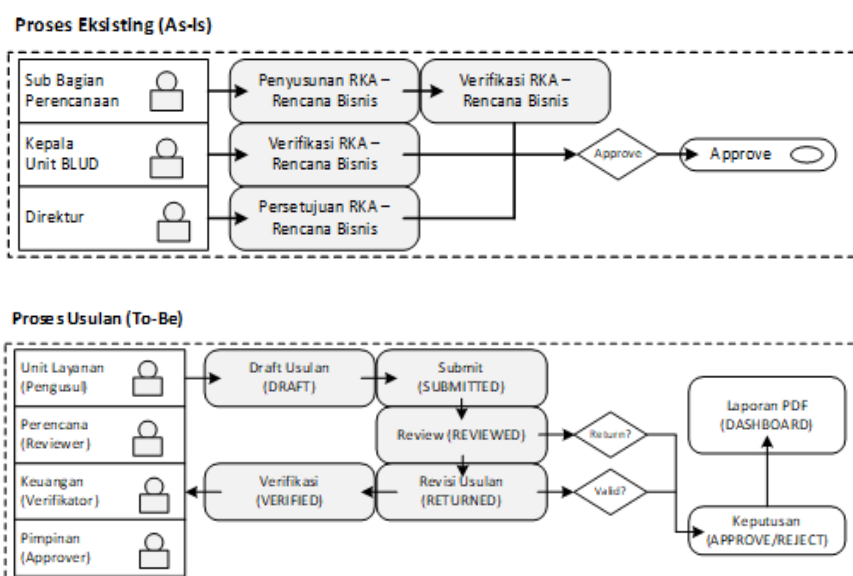 Proses Eksisting (As-Is)
Sub Bagian
Perencanaan
Penyusunan RKA –
Rencana Bisnis
Verifikasi RKA –
Rencana Bisnis
Kepala
Unit BLUD
Verifikasi RKA –
Rencana Bisnis
Approve
Approve
Direktur
Persetujuan RKA –
Rencana Bisnis
Proses Usulan (To-Be)
Unit Layanan
(Pengusul)
Draft Usulan
(DRAFT)
Submit
(SUBMITTED)
Perencana
(Reviewer)
Review (REVIEWED)
Return?
Laporan PDF
(DASHBOARD)
Keuangan
(Verifikator)
Verifikasi
(VERIFIED)
Revisi Usulan
(RETURNED)
Valid?
Pimpinan
(Approver)
Keputusan
(APPROVE/REJECT)